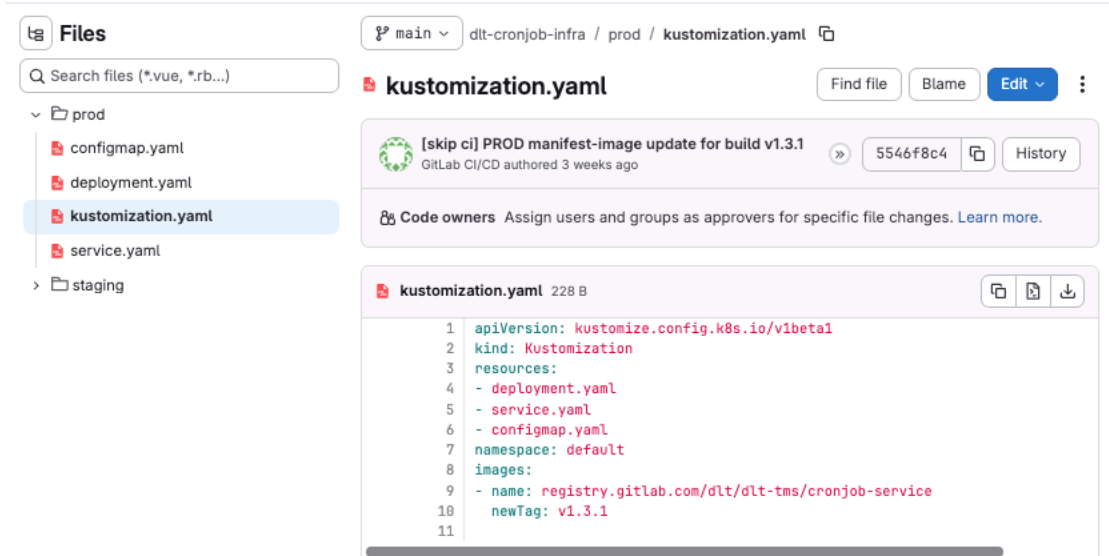 Files
Search files (*.vue, *.rb...)
prod
configmap.yaml
deployment.yaml
kustomization.yaml
service.yaml
staging
main dlt-cronjob-infra / prod / kustomization.yaml
kustomization.yaml Find file Blame Edit
[skip ci] PROD manifest-image update for build v1.3.1
GitLab CI/CD authored 3 weeks ago
5546f8c4 History
Code owners Assign users and groups as approvers for specific file changes. Learn more.
kustomization.yaml 228 B
1 apiVersion: kustomize.config.k8s.io/v1beta1
2 kind: Kustomization
3 resources:
4 - deployment.yaml
5 - service.yaml
6 - configmap.yaml
7 namespace: default
8 images:
9 - name: registry.gitlab.com/dlt/dlt-tms/cronjob-service
10   newTag: v1.3.1
11